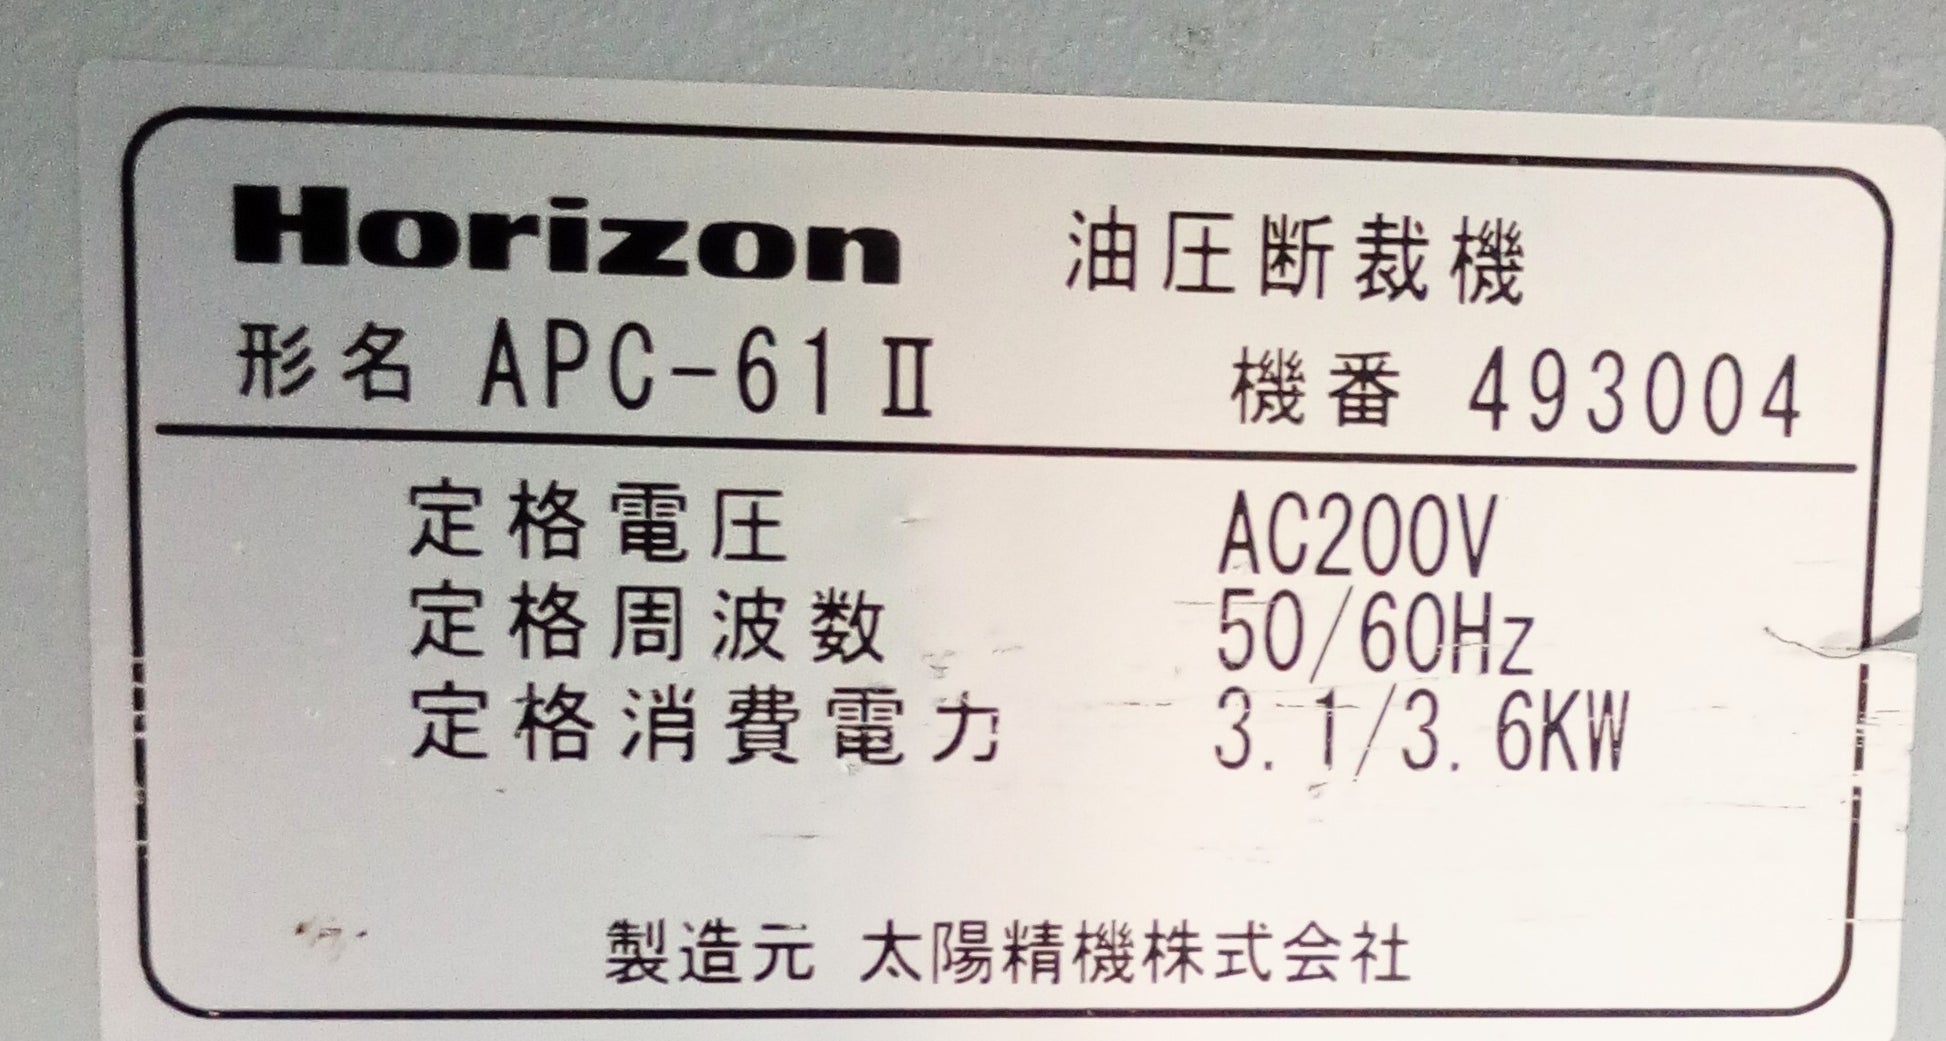 Horizon 油圧断裁機
形名 APC-61Ⅱ 機番 493004
定格電圧 AC200V
定格周波数 50/60Hz
定格消費電力 3.1/3.6KW
製造元 太陽精機株式会社